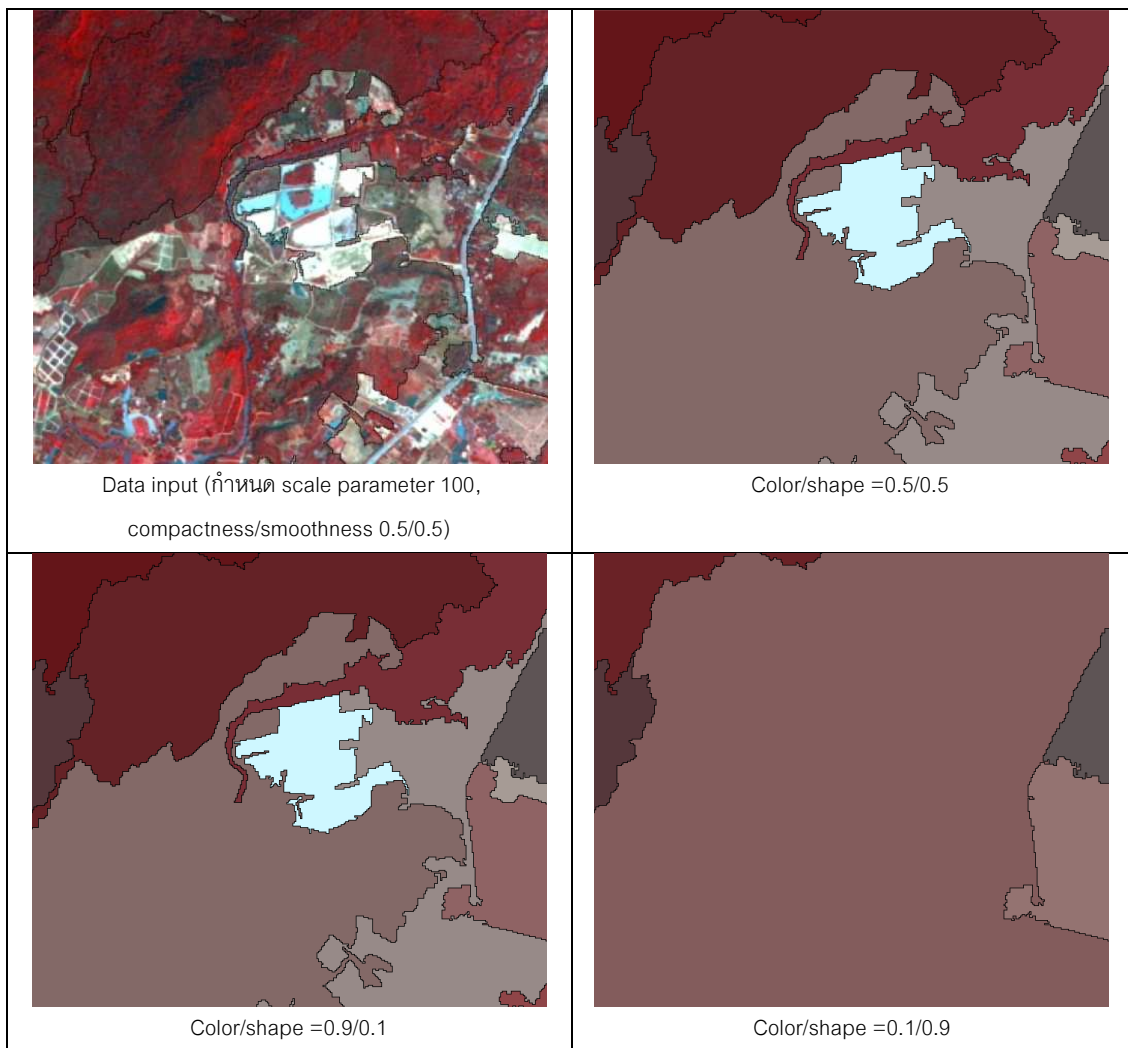 Data input (กำหนด scale parameter 100,
compactness/smoothness 0.5/0.5)
Color/shape =0.5/0.5
Color/shape =0.9/0.1
Color/shape =0.1/0.9